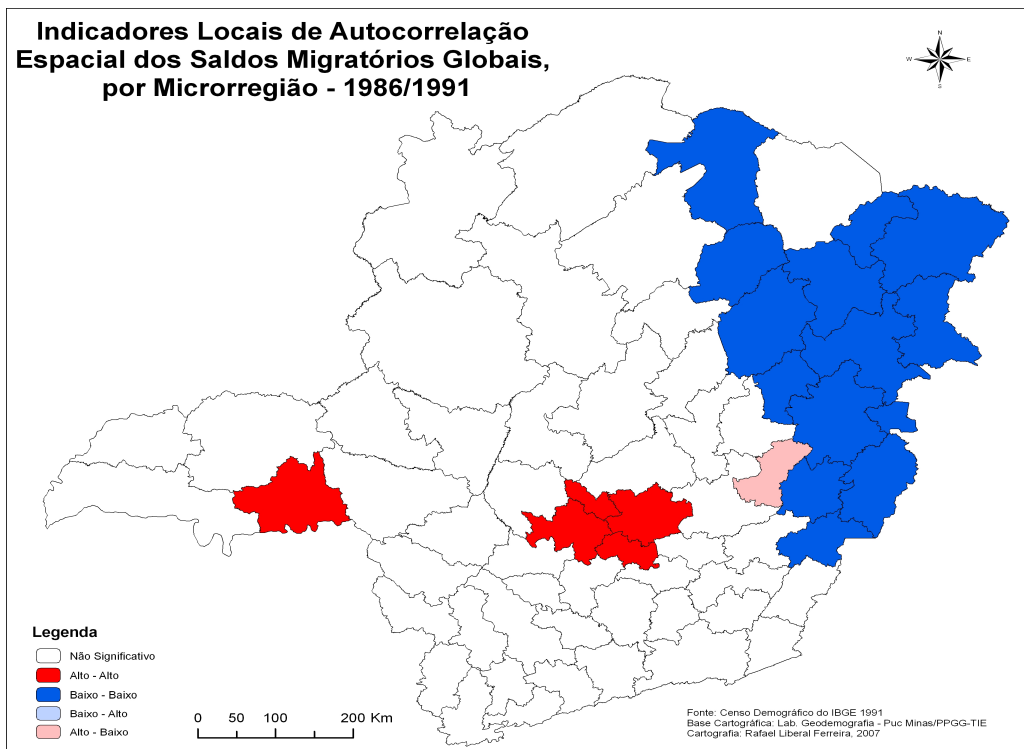 Indicadores Locais de Autocorrelação
Espacial dos Saldos Migratórios Globais,
por Microrregião - 1986/1991
N
W
E
S
Legenda
Não Significativo
Alto - Alto
Baixo - Baixo
Baixo - Alto
Alto - Baixo
0 50 100 200 Km
Fonte: Censo Demográfico do IBGE 1991
Base Cartográfica: Lab. Geodemografia - Puc Minas/PPGG-TIE
Cartografia: Rafael Liberal Ferreira, 2007